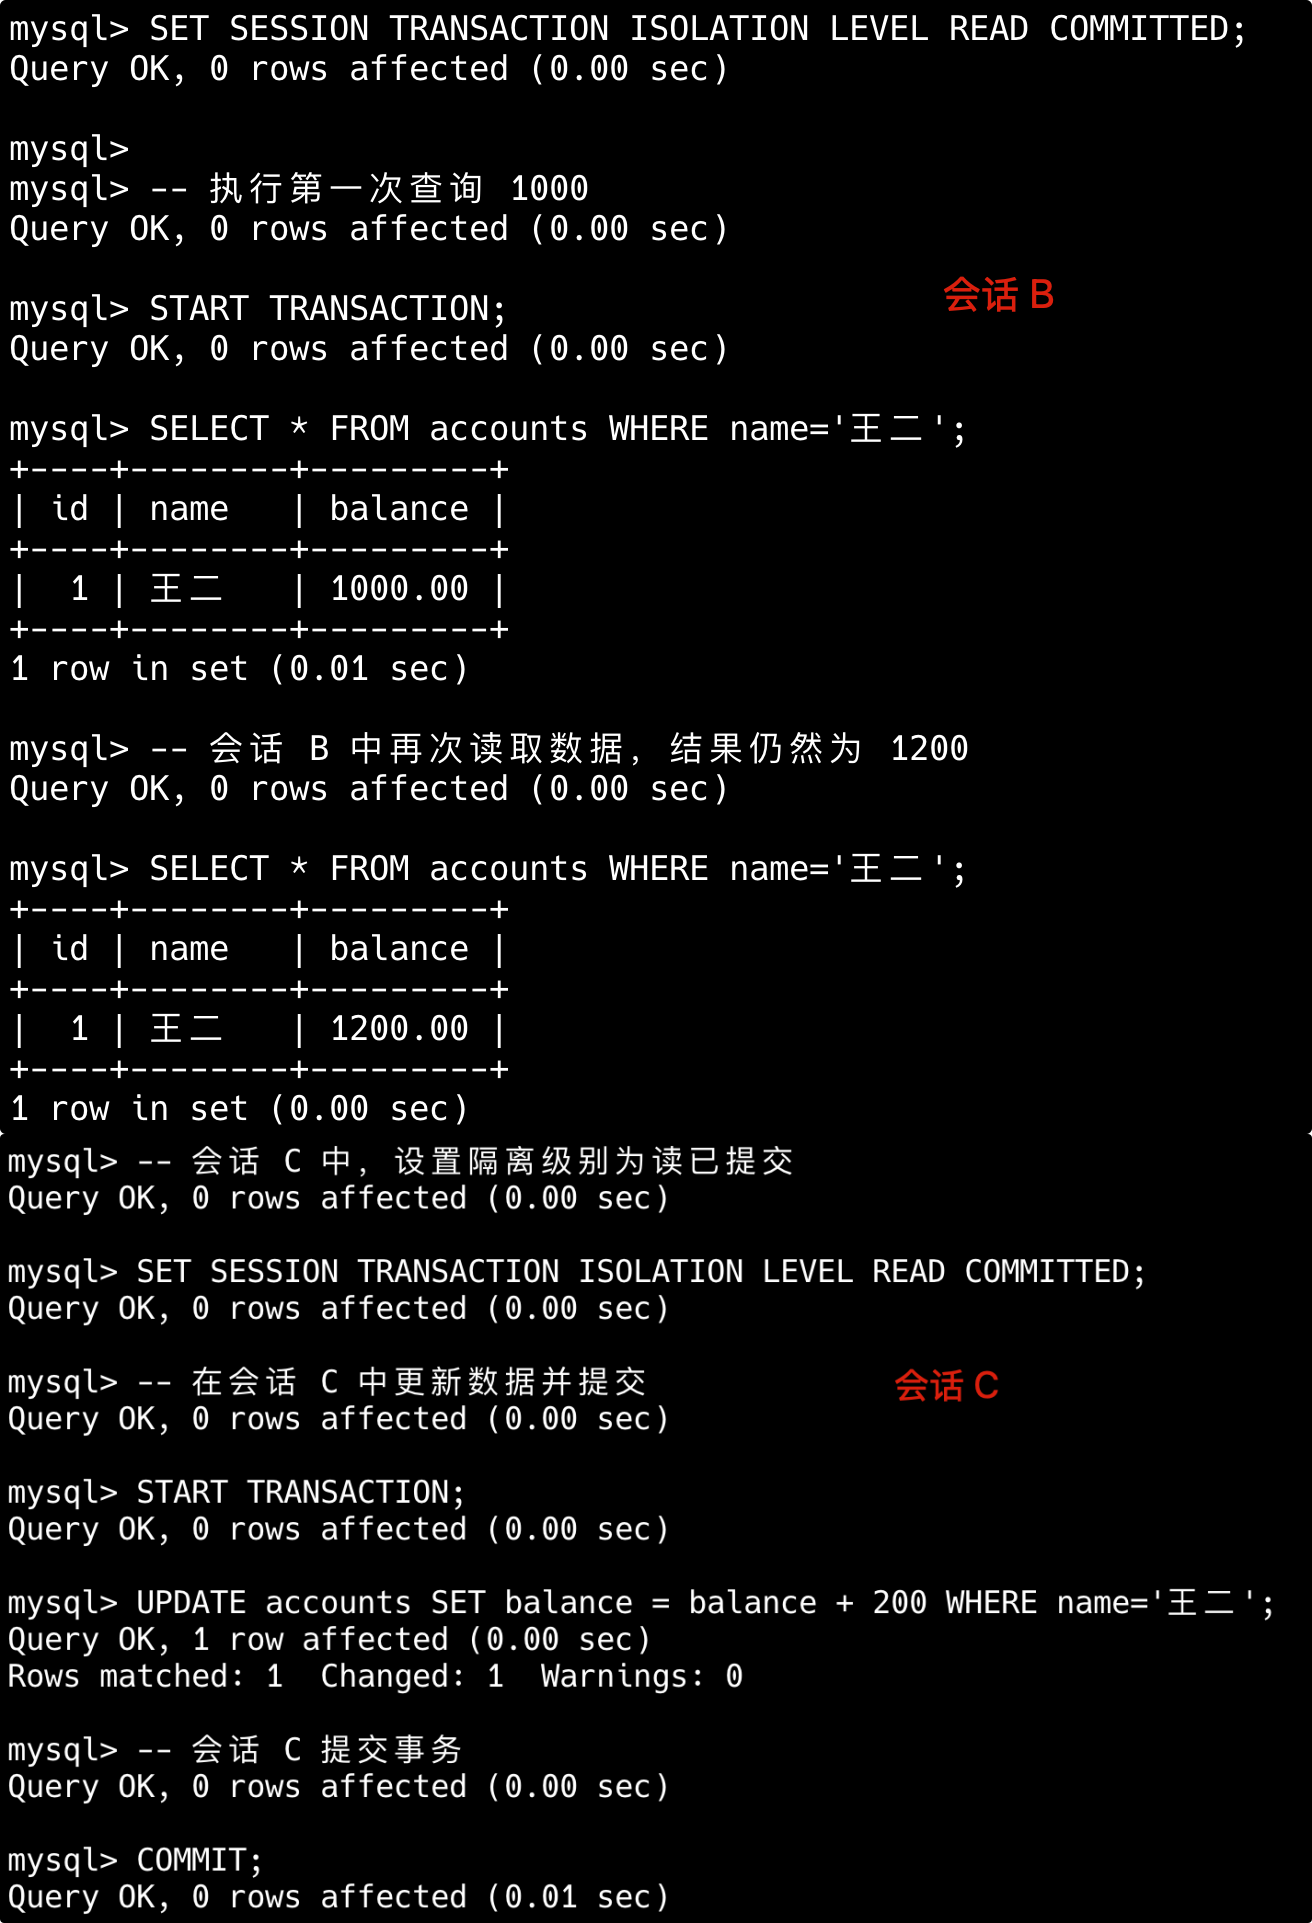 mysql> SET SESSION TRANSACTION ISOLATION LEVEL READ COMMITTED;
Query OK, 0 rows affected (0.00 sec)
mysql>
mysql> -- 执行第一次查询 1000
Query OK, 0 rows affected (0.00 sec)
会话 B
mysql> START TRANSACTION;
Query OK, 0 rows affected (0.00 sec)
mysql> SELECT * FROM accounts WHERE name='王二';
+----+--------+---------+
| id | name   | balance |
+----+--------+---------+
|  1 | 王二   | 1000.00 |
+----+--------+---------+
1 row in set (0.01 sec)
mysql> -- 会话 B 中再次读取数据，结果仍然为 1200
Query OK, 0 rows affected (0.00 sec)
mysql> SELECT * FROM accounts WHERE name='王二';
+----+--------+---------+
| id | name   | balance |
+----+--------+---------+
|  1 | 王二   | 1200.00 |
+----+--------+---------+
1 row in set (0.00 sec)
mysql> -- 会话 C 中，设置隔离级别为读已提交
Query OK, 0 rows affected (0.00 sec)
mysql> SET SESSION TRANSACTION ISOLATION LEVEL READ COMMITTED;
Query OK, 0 rows affected (0.00 sec)
mysql> -- 在会话 C 中更新数据并提交
会话 C
Query OK, 0 rows affected (0.00 sec)
mysql> START TRANSACTION;
Query OK, 0 rows affected (0.00 sec)
mysql> UPDATE accounts SET balance = balance + 200 WHERE name='王二';
Query OK, 1 row affected (0.00 sec)
Rows matched: 1  Changed: 1  Warnings: 0
mysql> -- 会话 C 提交事务
Query OK, 0 rows affected (0.00 sec)
mysql> COMMIT;
Query OK, 0 rows affected (0.01 sec)